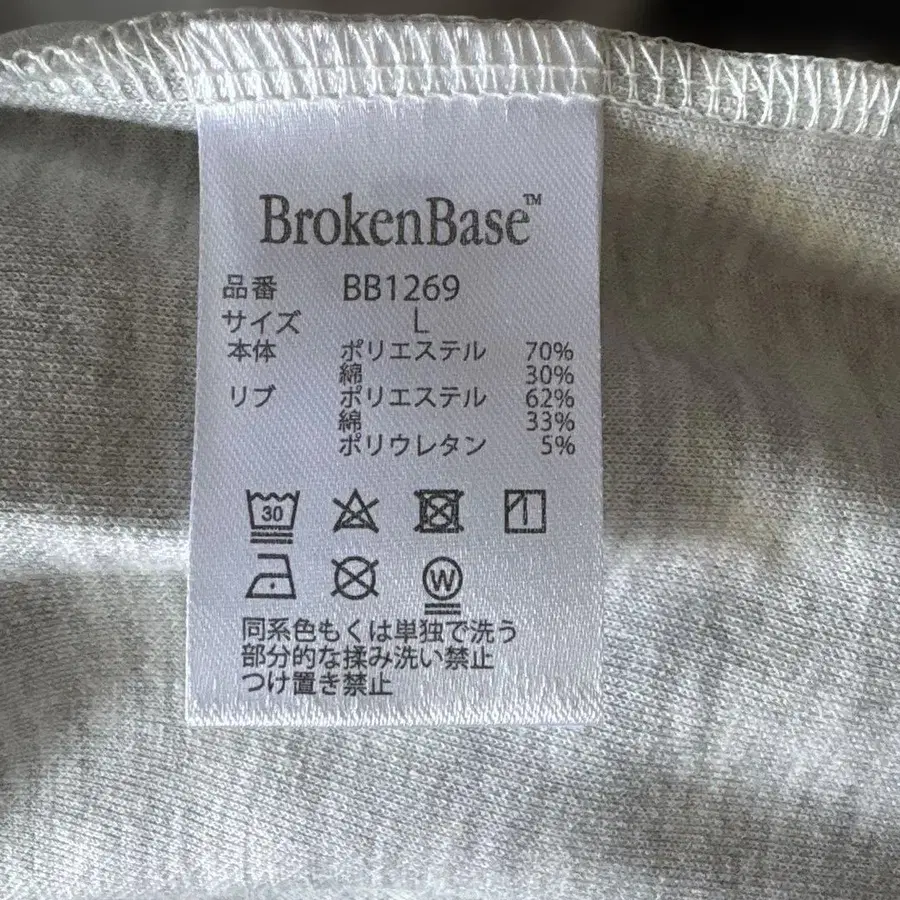 BrokenBase™
品番 BB1269
サイズ L
本体 ポリエステル 70%
綿 30%
リブ ポリエステル 62%
綿 33%
ポリウレタン 5%
30
W
同系色もくは単独で洗う
部分的な揉み洗い禁止
つけ置き禁止